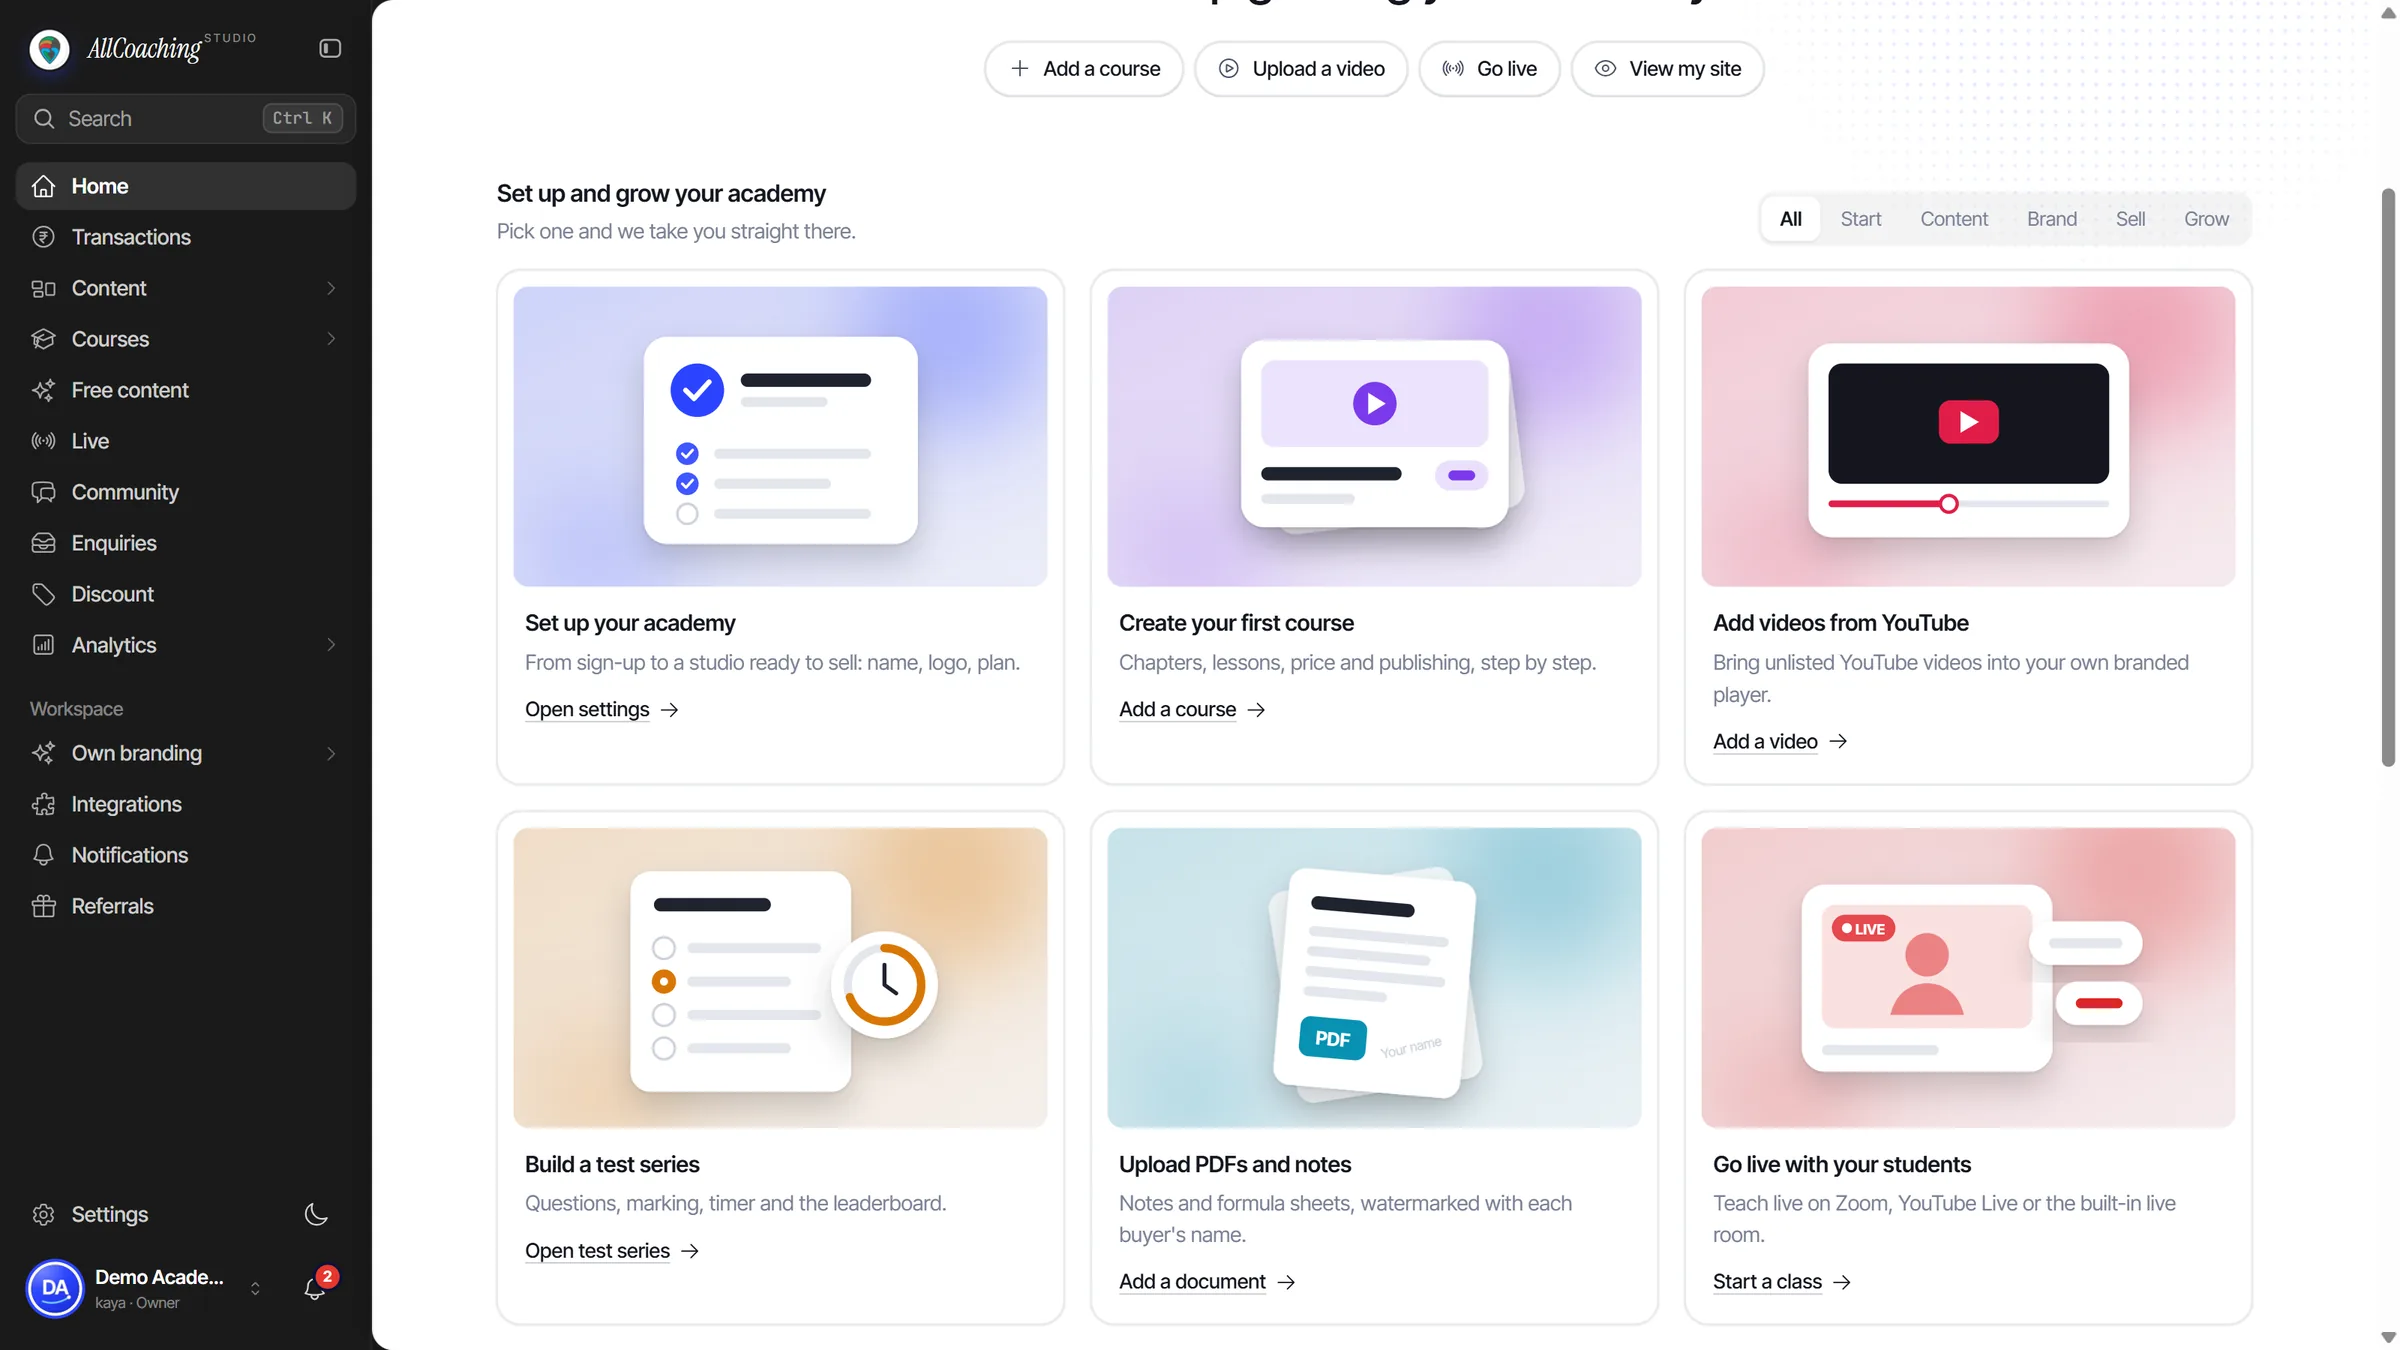 AllCoaching STUDIO
Search Ctrl K
Home
Transactions
Content
Courses
Free content
Live
Community
Enquiries
Discount
Analytics
Workspace
Own branding
Integrations
Notifications
Referrals
Settings
DA Demo Acade... 2
kaya · Owner
Add a course Upload a video Go live View my site
Set up and grow your academy
Pick one and we take you straight there.
All Start Content Brand Sell Grow
Set up your academy
From sign-up to a studio ready to sell: name, logo, plan.
Open settings
Create your first course
Chapters, lessons, price and publishing, step by step.
Add a course
Add videos from YouTube
Bring unlisted YouTube videos into your own branded
player.
Add a video
Build a test series
Questions, marking, timer and the leaderboard.
Open test series
PDF Your name
Upload PDFs and notes
Notes and formula sheets, watermarked with each
buyer's name.
Add a document
LIVE
Go live with your students
Teach live on Zoom, YouTube Live or the built-in live
room.
Start a class